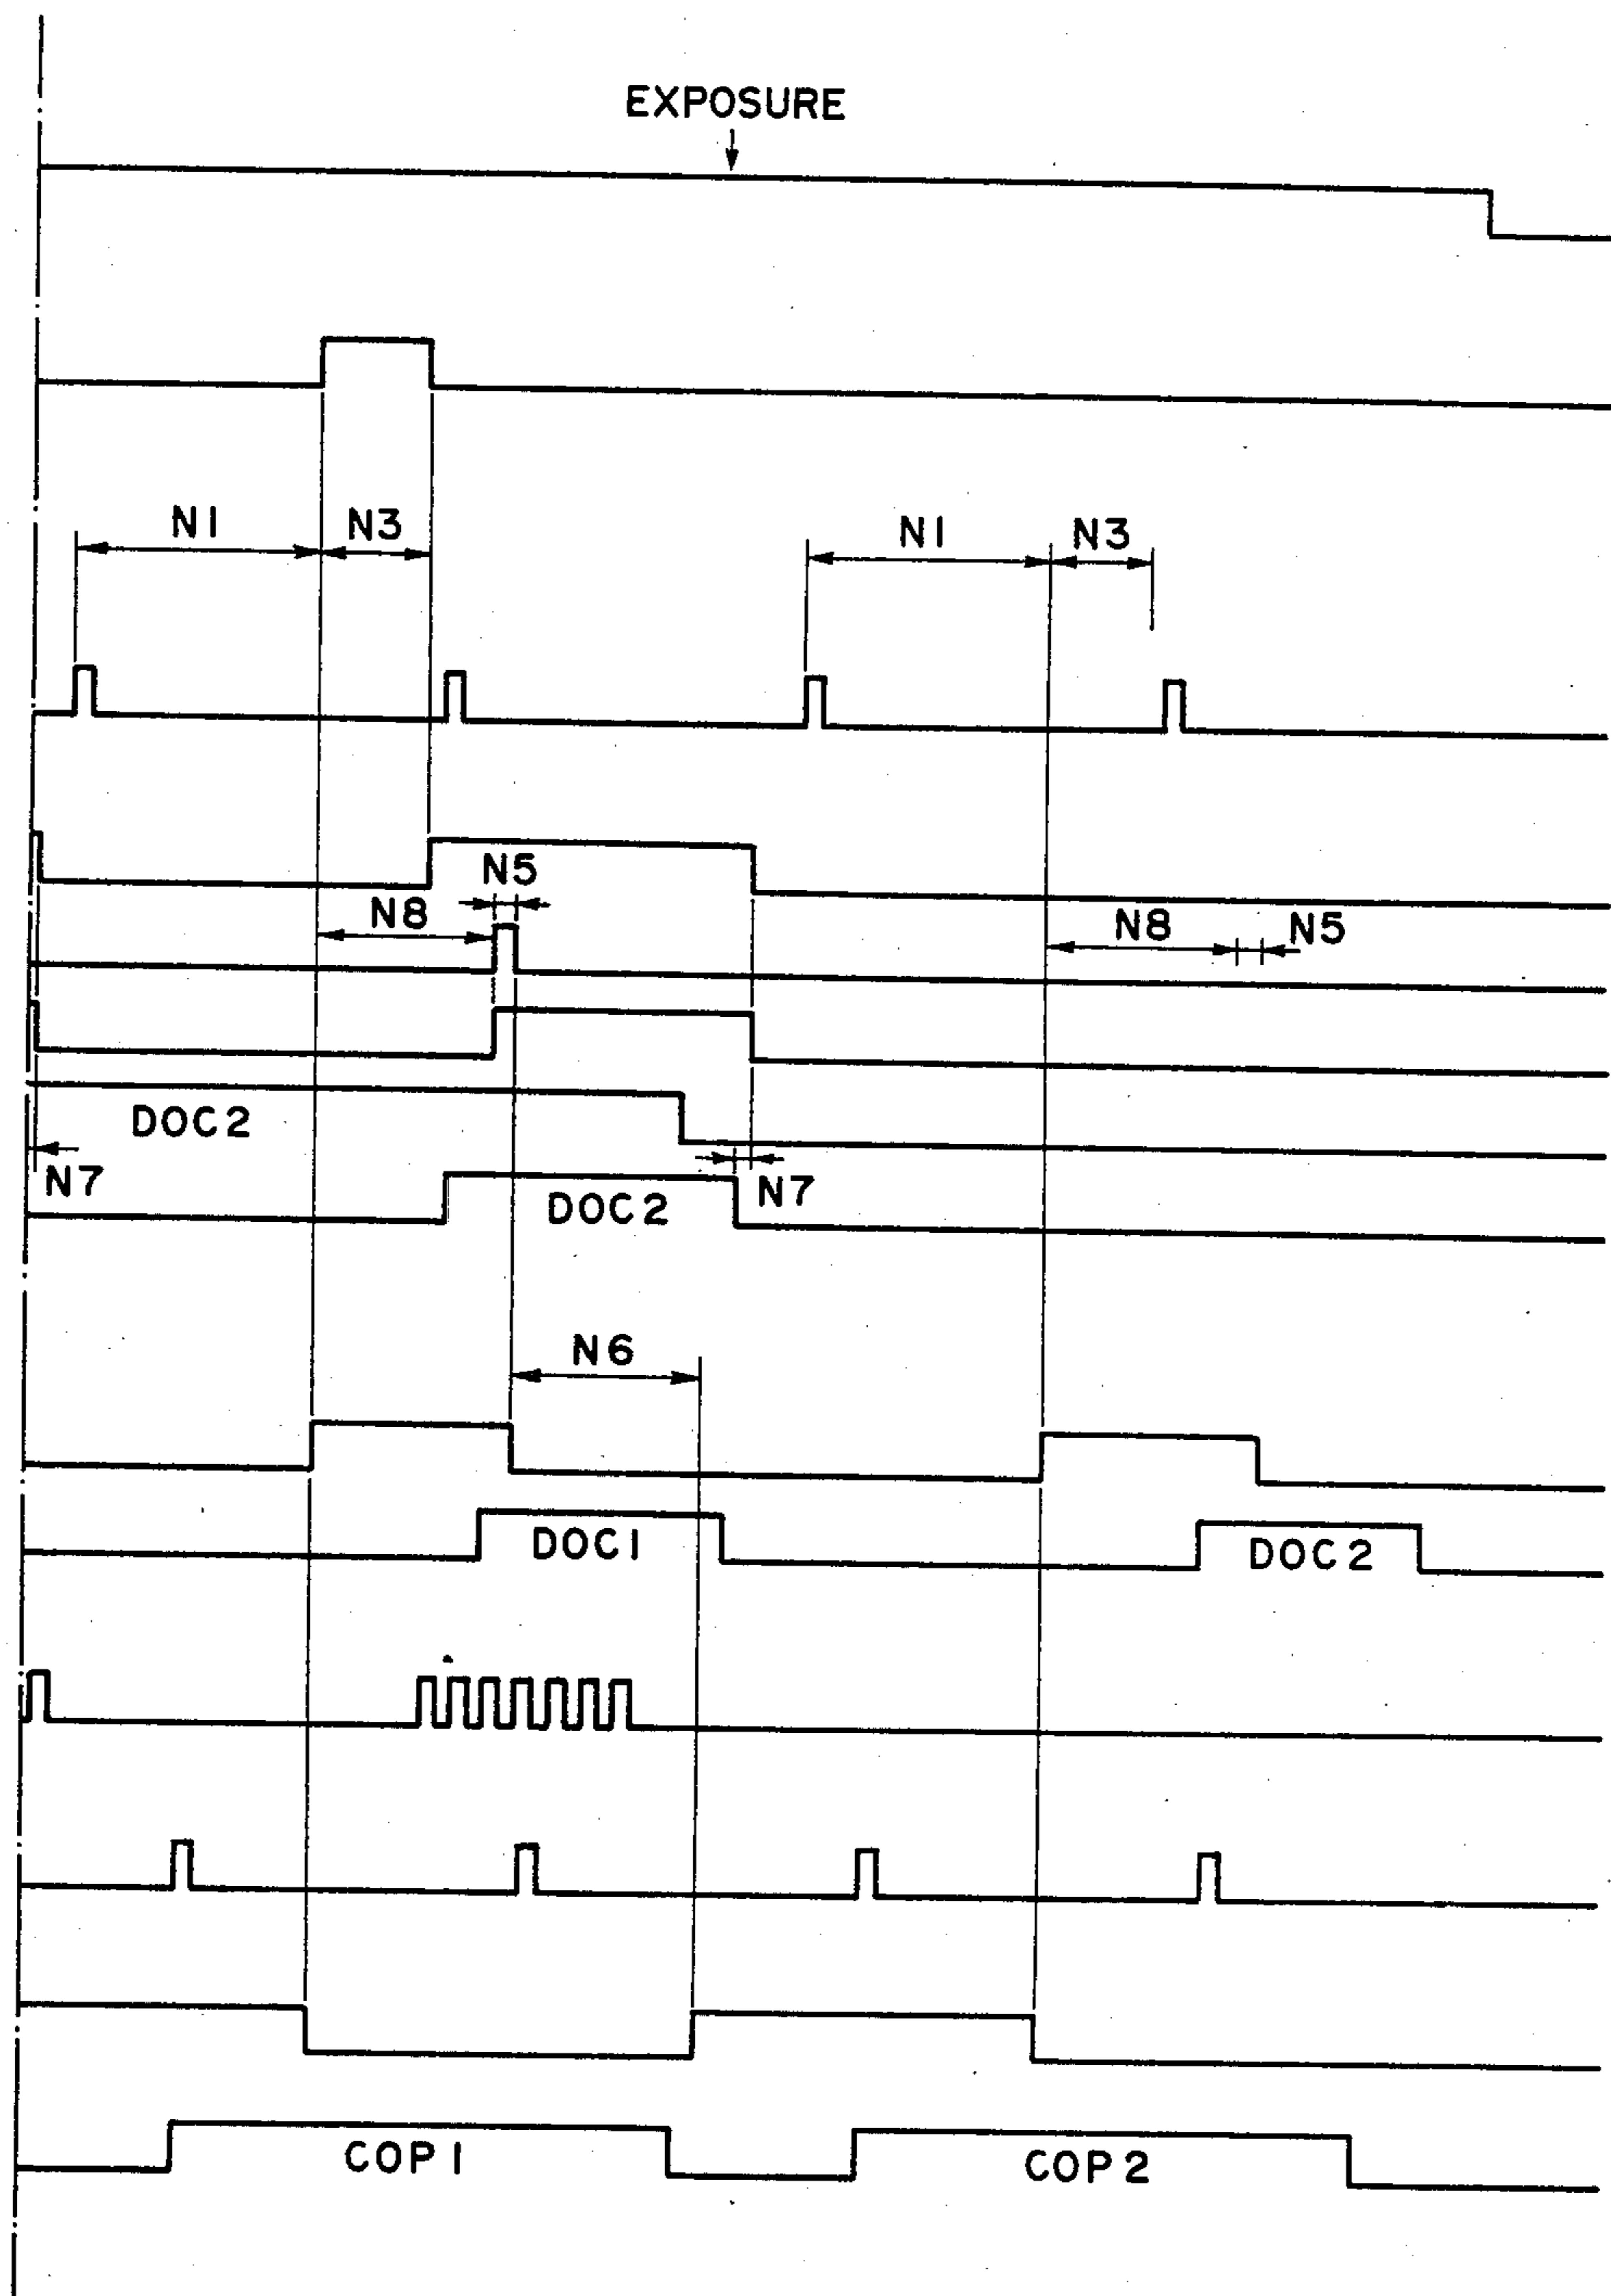 EXPOSURE
N1 N3 N1 N3
N5
N8 N8 N5
DOC2
N7 DOC2 N7
N6
DOC1 DOC2
COP1 COP2